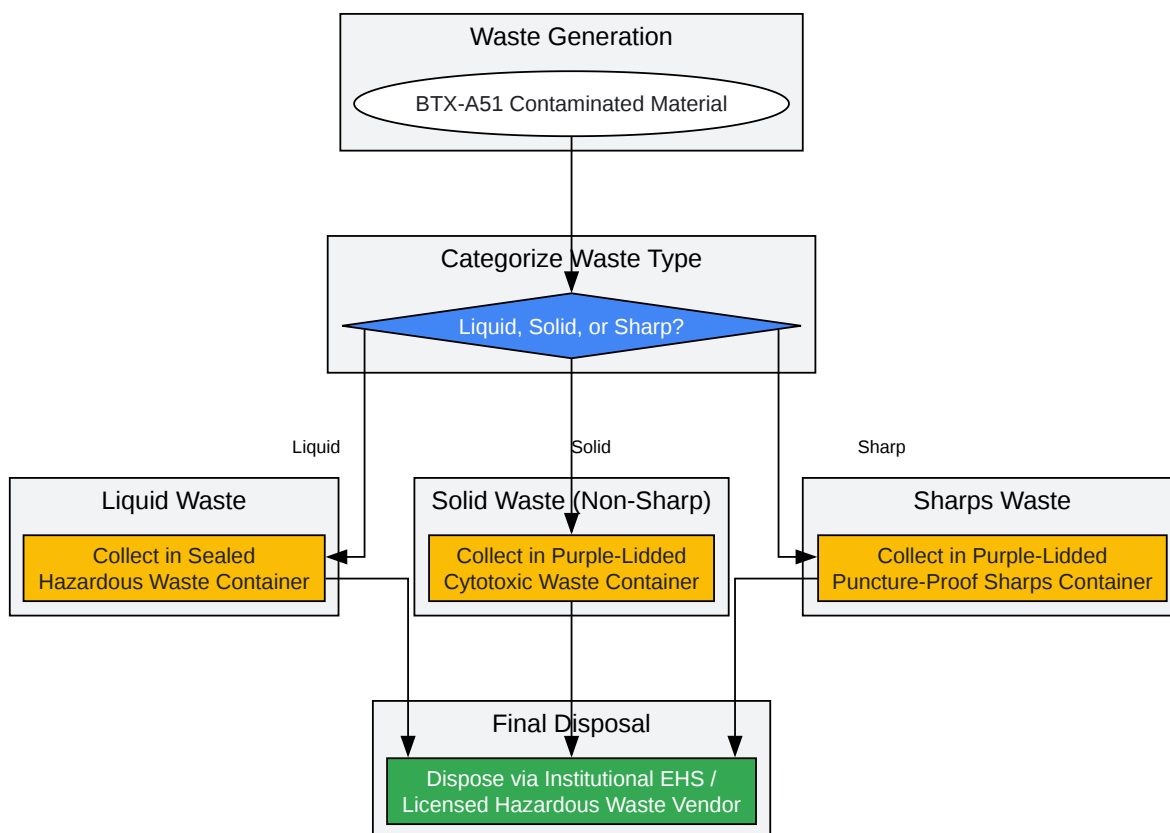 Waste Generation
BTX-A51 Contaminated Material
Categorize Waste Type
Liquid, Solid, or Sharp?
Liquid
Solid
Sharp
Liquid Waste
Collect in Sealed
Hazardous Waste Container
Solid Waste (Non-Sharp)
Collect in Purple-Lidded
Cytotoxic Waste Container
Sharps Waste
Collect in Purple-Lidded
Puncture-Proof Sharps Container
Final Disposal
Dispose via Institutional EHS /
Licensed Hazardous Waste Vendor